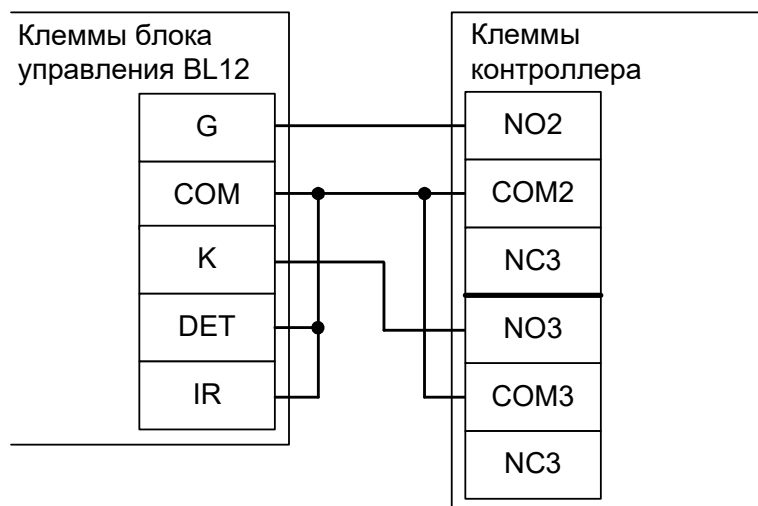 Клеммы блока
управления BL12
G
COM
K
DET
IR
Клеммы
контроллера
NO2
COM2
NC3
NO3
COM3
NC3